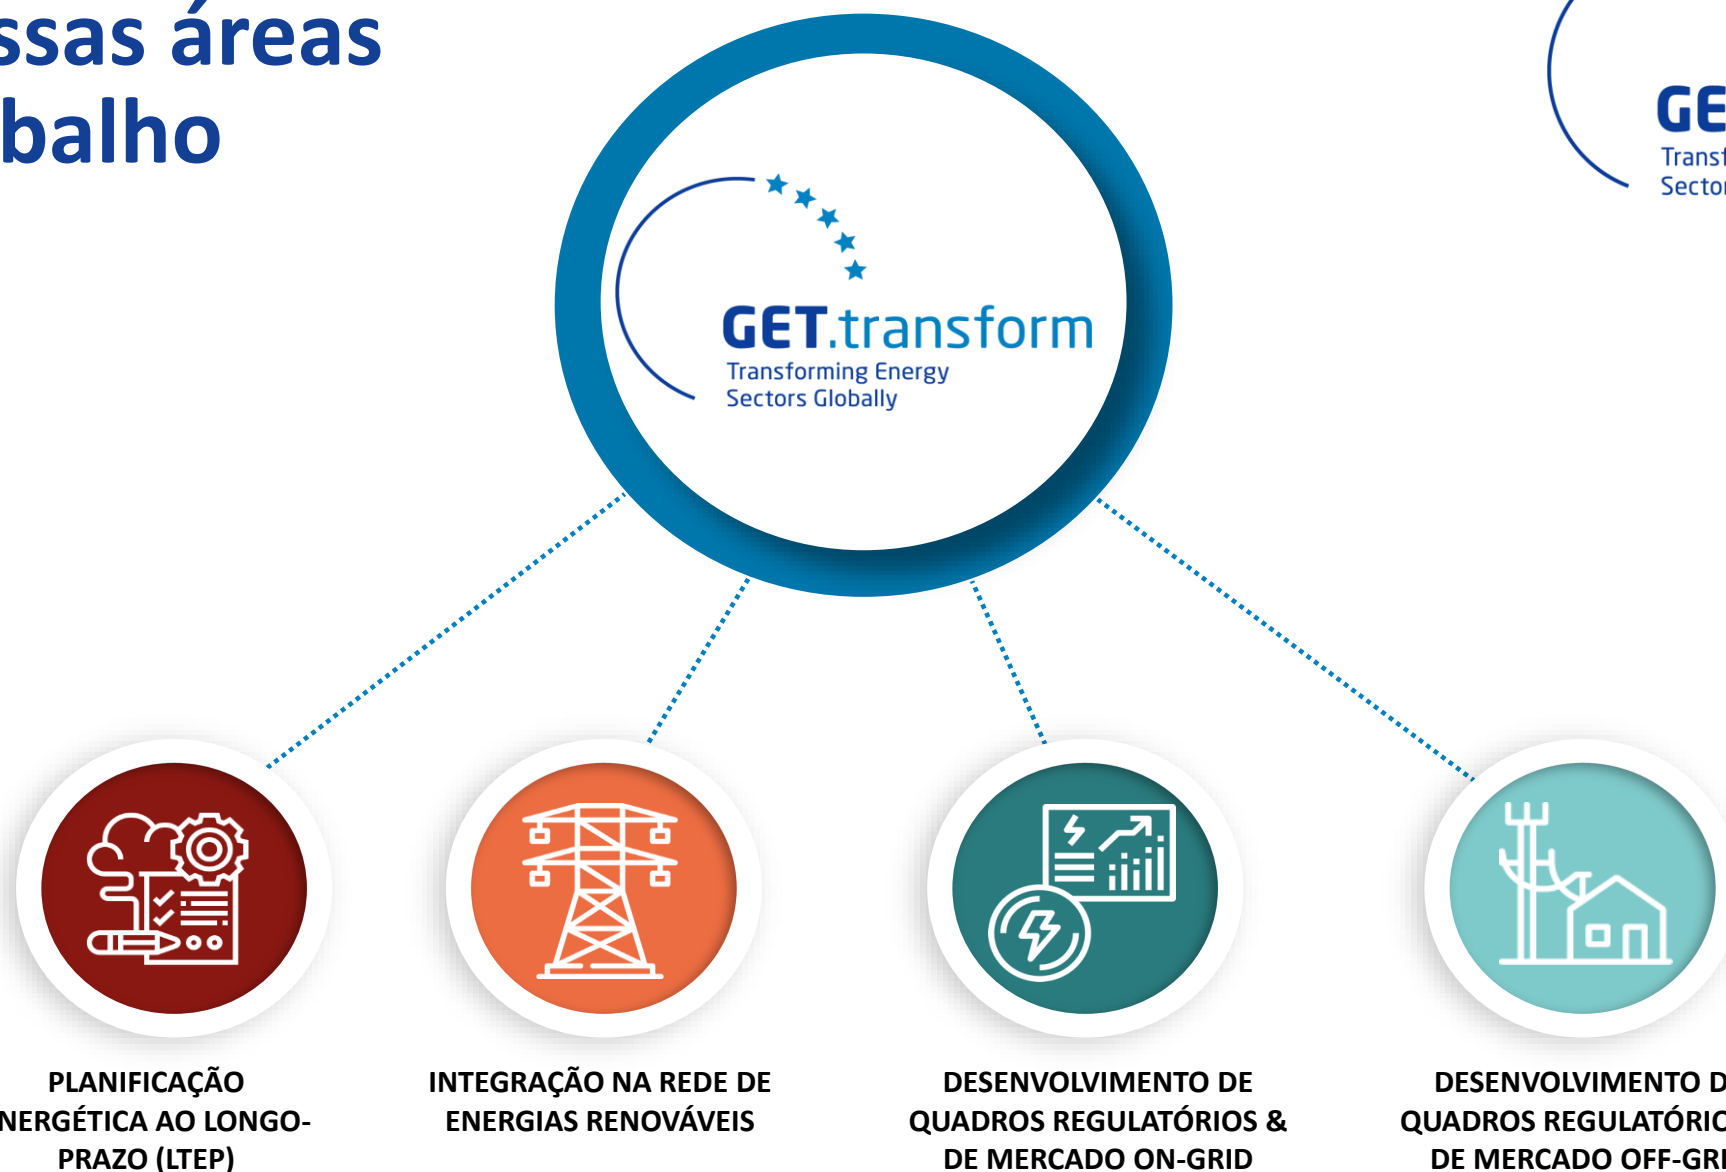 ssas áreas
balho
GE
Transf
Sector
GET.transform
Transforming Energy
Sectors Globally
PLANIFICAÇÃO
NERGÉTICA AO LONGO-
PRAZO (LTEP)
INTEGRAÇÃO NA REDE DE
ENERGIAS RENOVÁVEIS
DESENVOLVIMENTO DE
QUADROS REGULATÓRIOS &
DE MERCADO ON-GRID
DESENVOLVIMENTO D
QUADROS REGULATÓRIO
DE MERCADO OFF-GRI